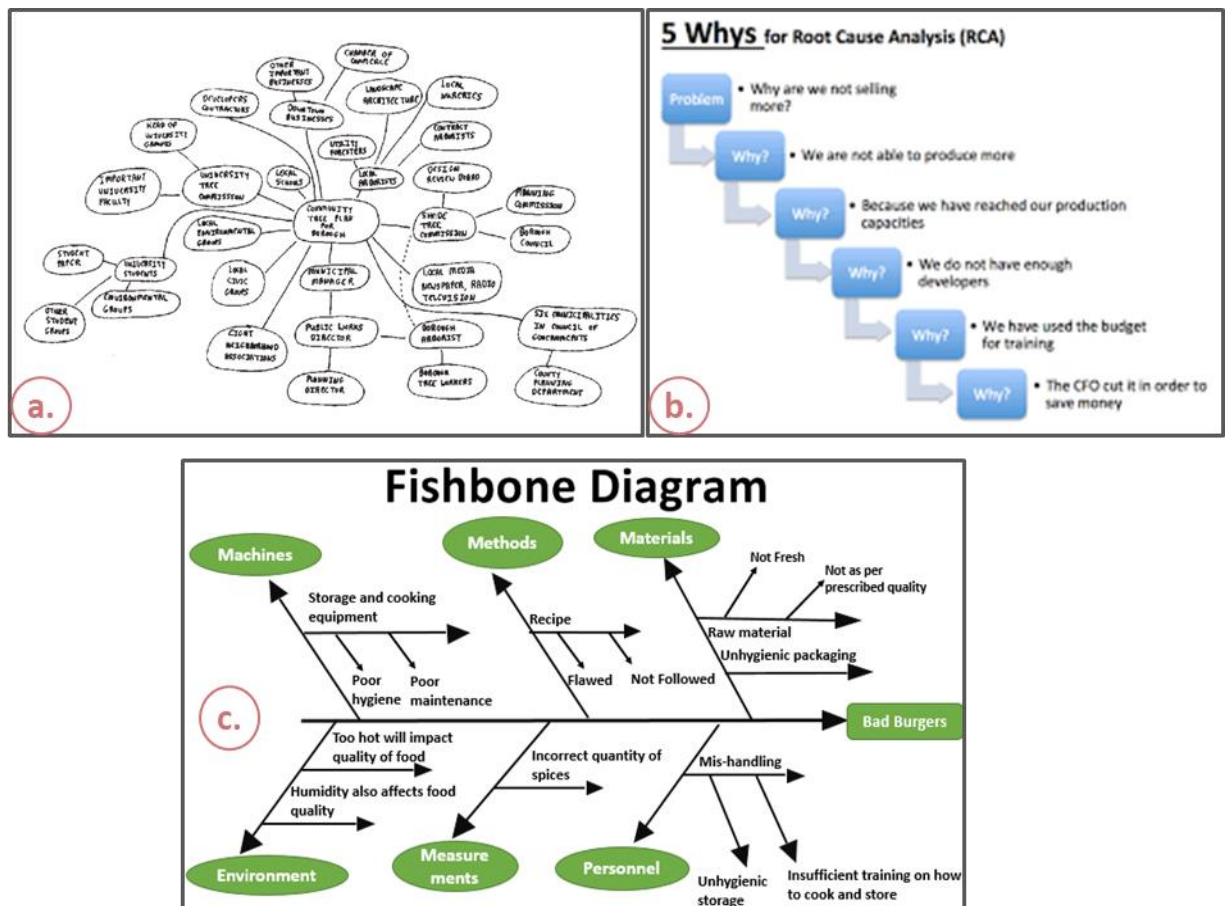 CHAMBER OF
COMMERCE
OTHER
IMPORTANT
BUSINESSES
LANDSCAPE
ARCHITECTURE
LOCAL
DEVELOPERS
CONTRACTORS
DOWNTOWN
BUSINESSES
HEAD OF
UNIVERSITY
GROUPS
UTILITY
FORESTERS
CONTRACT
ARBORISTS
IMPORTANT
UNIVERSITY
FACULTY
UNIVERSITY
TREE
COMMISSION
LOCAL
SCHOOLS
LOCAL
ARBORISTS
DESIGN
REVIEW BOARD
COMMUNITY
TREE PLAN
FOR
BOROUGH
SHADE
TREE
COMMISSION
PLANNING
COMMISSION
BOROUGH
COUNCIL
LOCAL
ENVIRONMENTAL
GROUPS
STUDENT
PAPER
UNIVERSITY
STUDENTS
OTHER
STUDENT
GROUPS
ENVIRONMENTAL
GROUPS
LOCAL
CIVIC
GROUPS
MUNICIPAL
MANAGER
LOCAL MEDIA
NEWSPAPER, RADIO
TELEVISION
EIGHT
NEIGHBORHOOD
ASSOCIATIONS
PUBLIC WORKS
DIRECTOR
BOROUGH
ARBORIST
SIX MUNICIPALITIES
IN COUNCIL OF
GOVERNMENTS
PLANNING
DIRECTOR
BOROUGH
TREE WORKERS
COUNTY
PLANNING
DEPARTMENT
a.
5 Whys for Root Cause Analysis (RCA)
Problem
• Why are we not selling
more?
Why?
• We are not able to produce more
Why?
• Because we have reached our production
capacities
Why?
• We do not have enough
developers
Why?
• We have used the budget
for training
Why?
• The CFO cut it in order to
save money
b.
Fishbone Diagram
Machines
Methods
Materials
Storage and cooking
equipment
Poor
hygiene
Poor
maintenance
Recipe
Flawed
Not Followed
Not Fresh
Not as per
prescribed quality
Raw material
Unhygienic packaging
c.
Bad Burgers
Too hot will impact
quality of food
Humidity also affects food
quality
Incorrect quantity of
spices
Mis-handling
Unhygienic
storage
Insufficient training on how
to cook and store
Environment
Measure
ments
Personnel